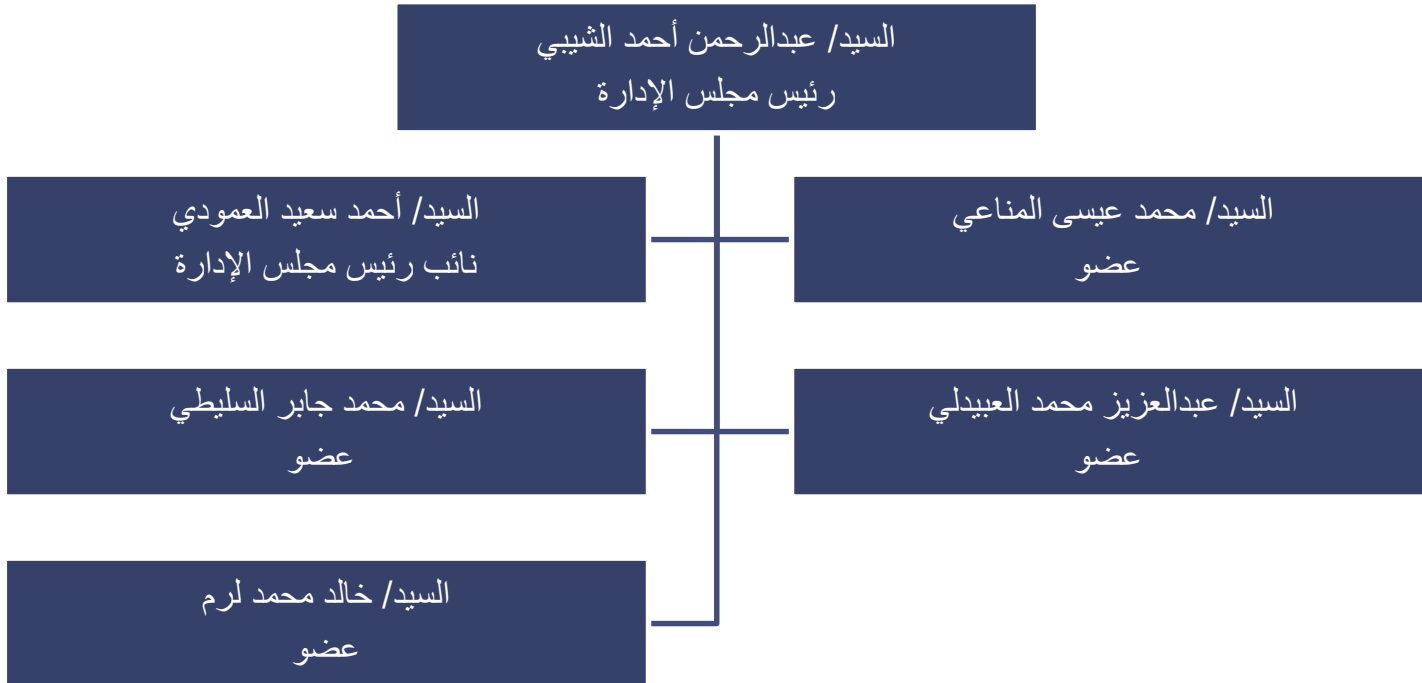 السيد/ عبدالرحمن أحمد الشيبي
رئيس مجلس الإدارة
السيد/ محمد عيسى المناعي
عضو
السيد/ أحمد سعيد العمودي
نائب رئيس مجلس الإدارة
السيد/ عبدالعزيز محمد العبيدلي
عضو
السيد/ محمد جابر السليطي
عضو
السيد/ خالد محمد لرم
عضو